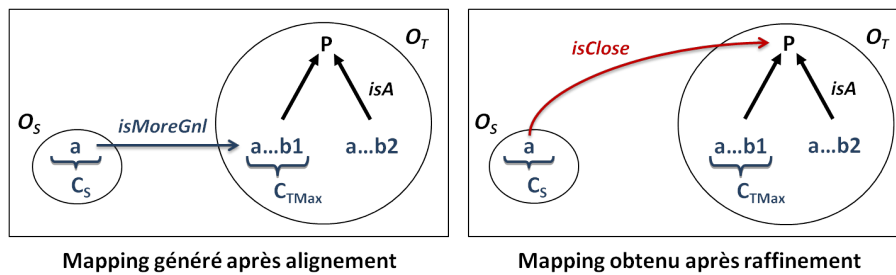 P
O_T
isA
O_S
isMoreGnl
a
a...b1
a...b2
C_S
C_TMax
Mapping généré après alignement
isClose
P
O_T
isA
O_S
a
a...b1
a...b2
C_S
C_TMax
Mapping obtenu après raffinement